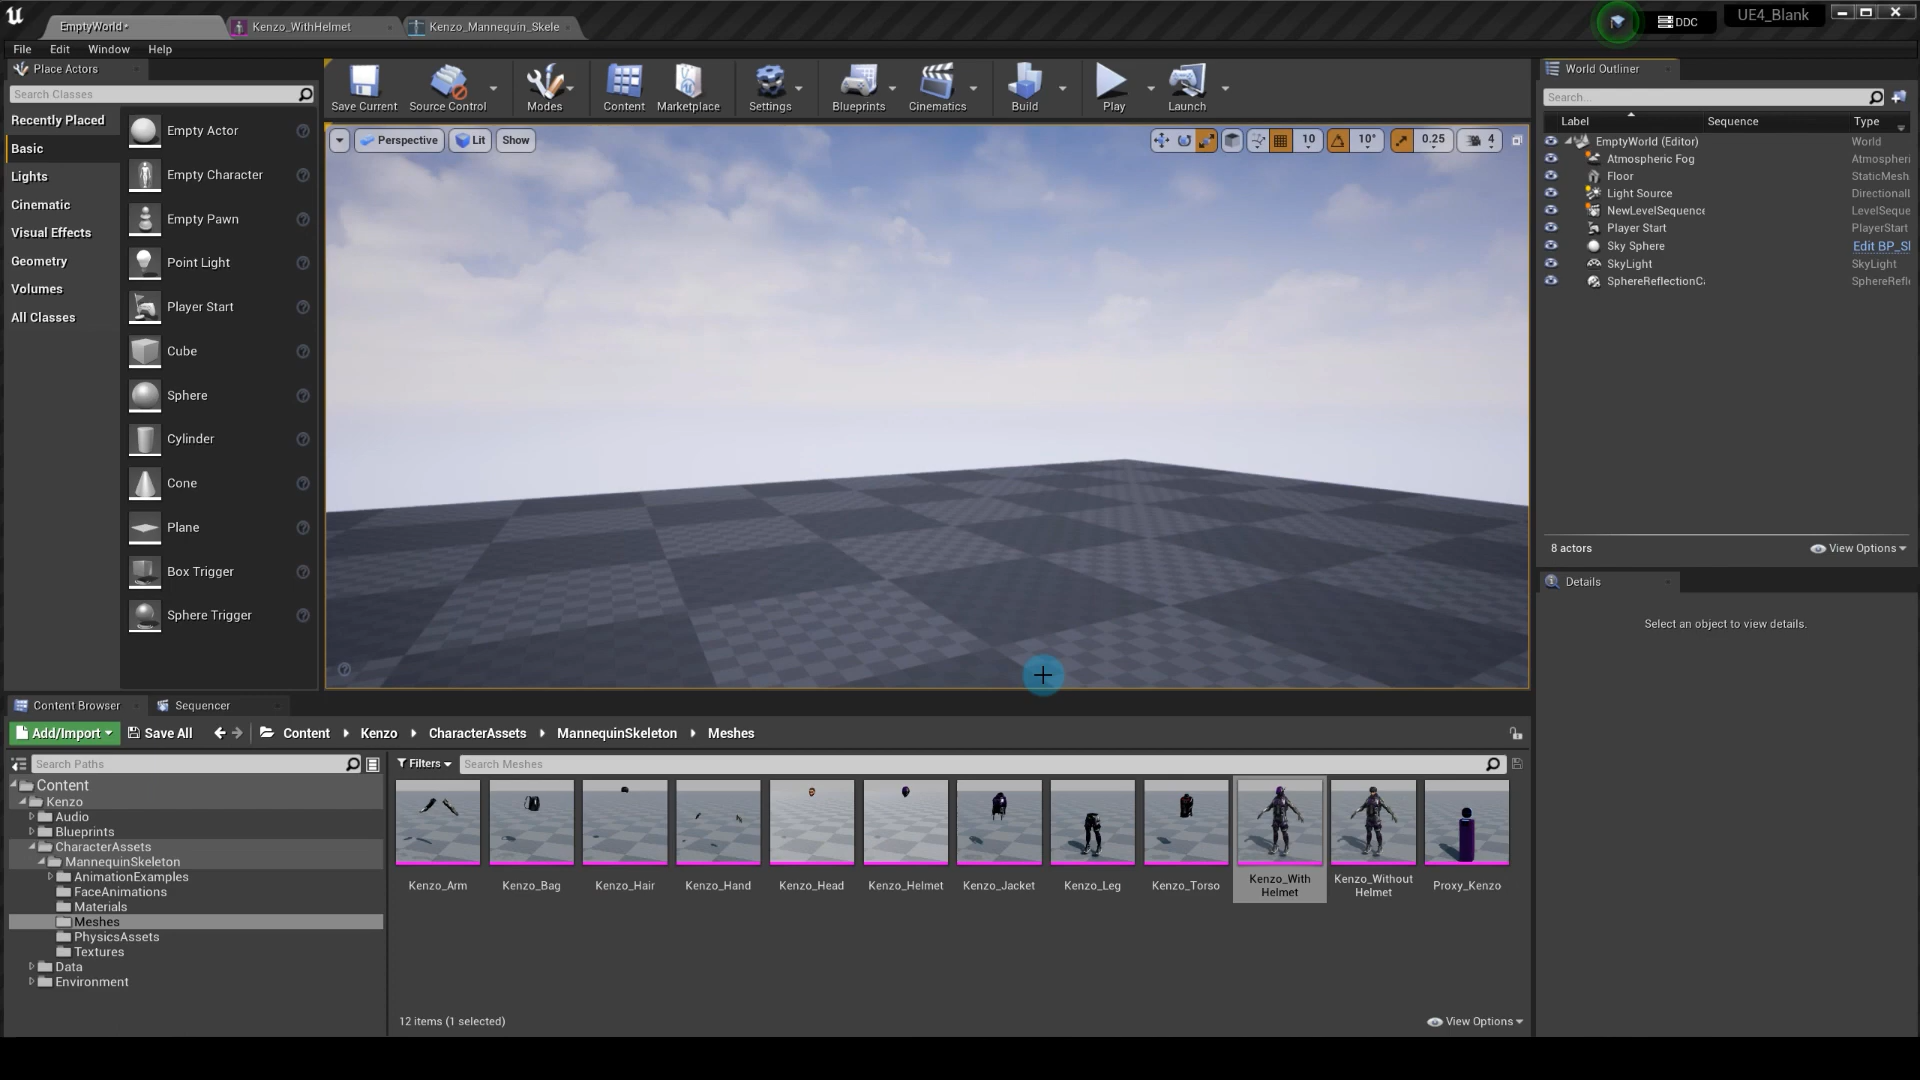 EmptyWorld•
Kenzo_WithHelmet
Kenzo_Mannequin_Skele
DDC
UE4_Blank
File
Edit
Window
Help
Place Actors
Search Classes
Recently Placed
Basic
Lights
Cinematic
Visual Effects
Geometry
Volumes
All Classes
Empty Actor
Empty Character
Empty Pawn
Point Light
Player Start
Cube
Sphere
Cylinder
Cone
Plane
Box Trigger
Sphere Trigger
Save Current
Source Control
Modes
Content
Marketplace
Settings
Blueprints
Cinematics
Build
Play
Launch
Perspective
Lit
Show
10
10°
0.25
4
World Outliner
Search...
Label
Sequence
Type
EmptyWorld (Editor)
World
Atmospheric Fog
Atmospheri
Floor
StaticMesh
Light Source
Directionall
NewLevelSequence
LevelSeque
Player Start
PlayerStart
Sky Sphere
Edit BP_Sl
SkyLight
SkyLight
SphereReflectionC
SphereRefl
8 actors
View Options
Details
Select an object to view details.
Content Browser
Sequencer
Add/Import
Save All
Content
Kenzo
CharacterAssets
MannequinSkeleton
Meshes
Search Paths
Filters
Search Meshes
Content
Kenzo
Audio
Blueprints
CharacterAssets
MannequinSkeleton
AnimationExamples
FaceAnimations
Materials
Meshes
PhysicsAssets
Textures
Data
Environment
Kenzo_Arm
Kenzo_Bag
Kenzo_Hair
Kenzo_Hand
Kenzo_Head
Kenzo_Helmet
Kenzo_Jacket
Kenzo_Leg
Kenzo_Torso
Kenzo_With
Helmet
Kenzo_Without
Helmet
Proxy_Kenzo
12 items (1 selected)
View Options